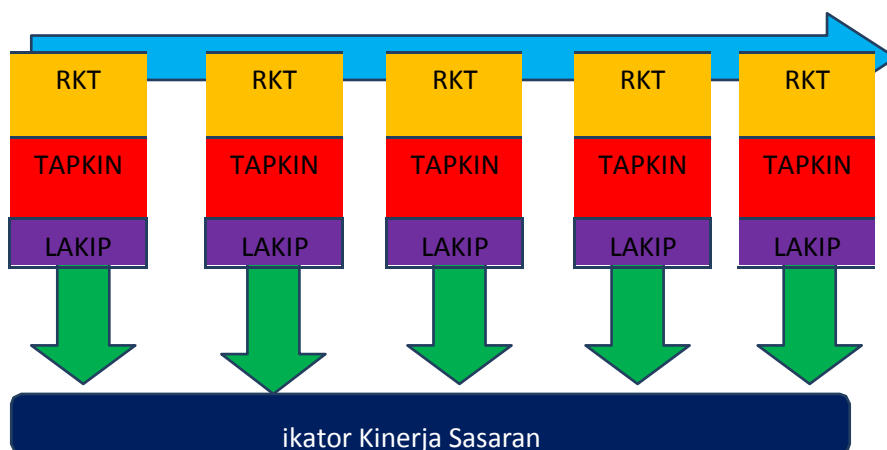 RKT RKT RKT RKT RKT
TAPKIN TAPKIN TAPKIN TAPKIN TAPKIN
LAKIP LAKIP LAKIP LAKIP LAKIP
ikator Kinerja Sasaran